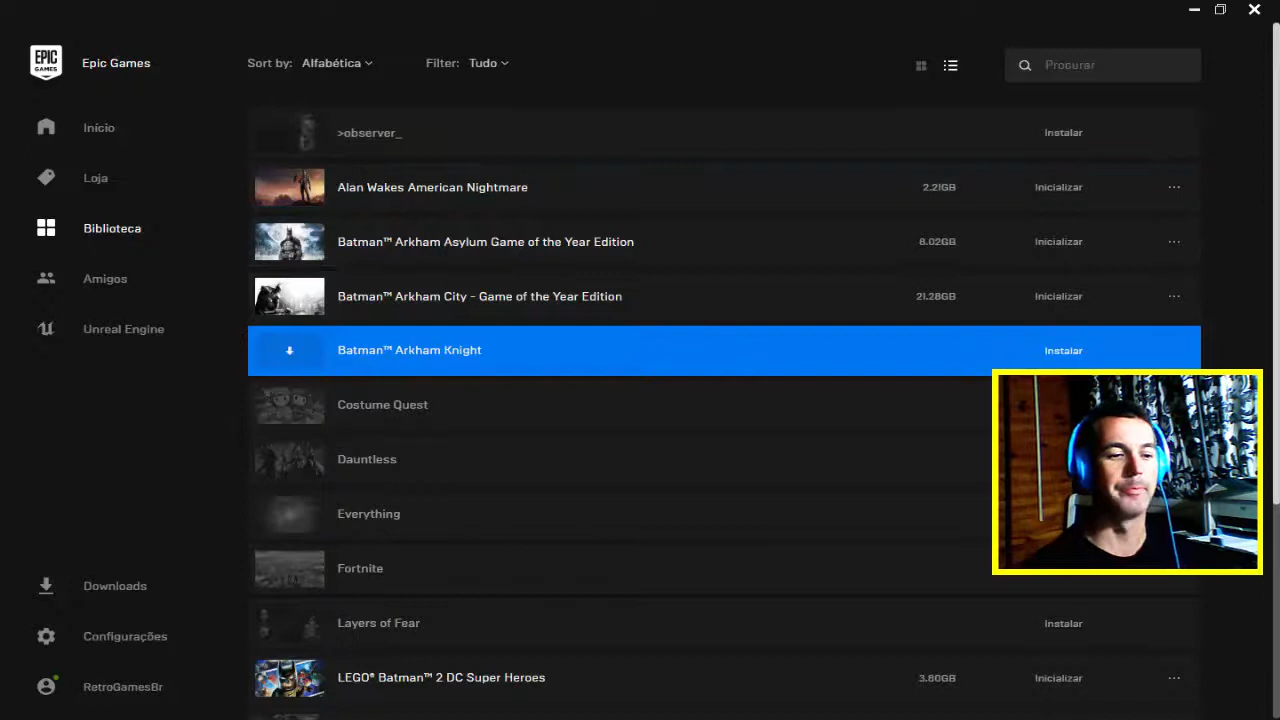 EPIC GAMES
Epic Games
Sort by: Alfabética
Filter: Tudo
Procurar
Início
Loja
Biblioteca
Amigos
Unreal Engine
Downloads
Configurações
RetroGamesBr
>observer_
Instalar
Alan Wakes American Nightmare
2.21GB
Inicializar
Batman™ Arkham Asylum Game of the Year Edition
8.02GB
Inicializar
Batman™ Arkham City - Game of the Year Edition
21.28GB
Inicializar
Batman™ Arkham Knight
Instalar
Costume Quest
Dauntless
Everything
Fortnite
Layers of Fear
Instalar
LEGO® Batman™ 2 DC Super Heroes
3.80GB
Inicializar